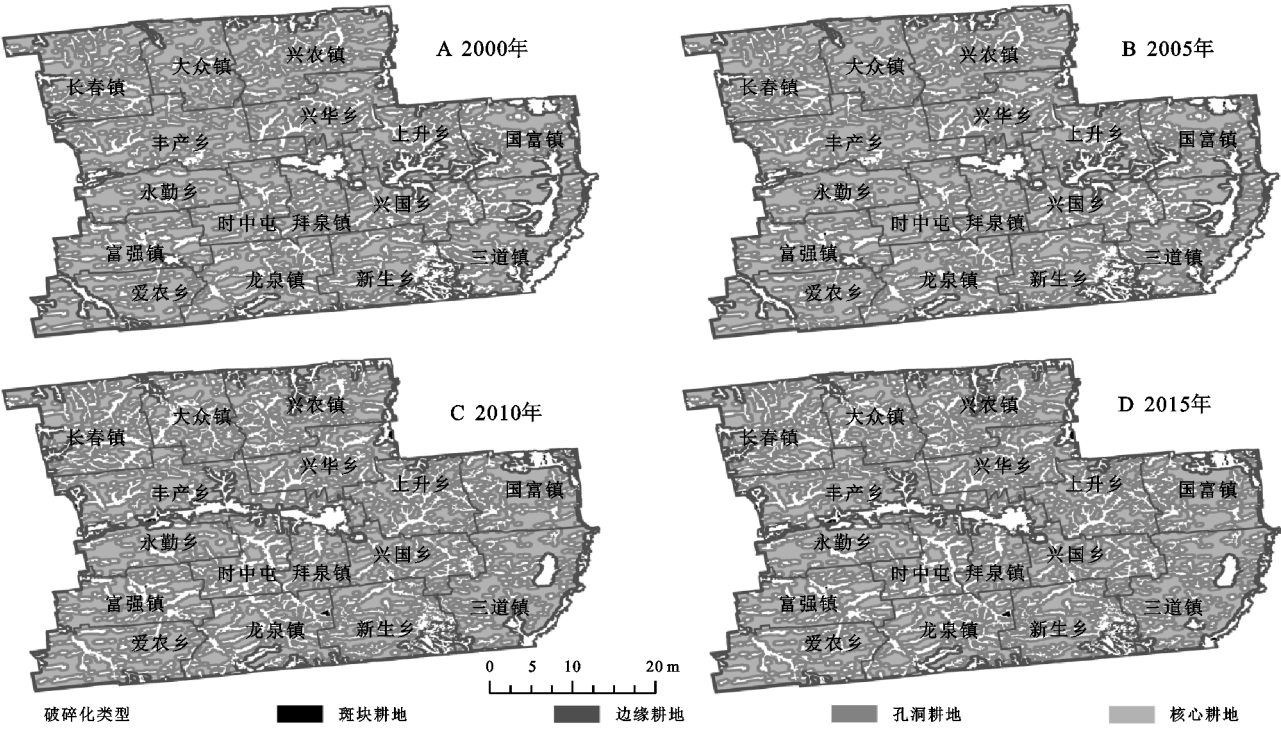 A 2000年
兴农镇
大众镇
长春镇
兴华乡
上升乡
丰产乡
国富镇
永勤乡
兴国乡
时中屯
拜泉镇
富强镇
三道镇
龙泉镇
新生乡
爱农乡
B 2005年
兴农镇
大众镇
长春镇
兴华乡
上升乡
丰产乡
国富镇
永勤乡
兴国乡
时中屯
拜泉镇
富强镇
三道镇
龙泉镇
新生乡
爱农乡
C 2010年
兴农镇
大众镇
长春镇
兴华乡
上升乡
丰产乡
国富镇
永勤乡
兴国乡
时中屯
拜泉镇
富强镇
三道镇
龙泉镇
新生乡
爱农乡
D 2015年
兴农镇
大众镇
长春镇
兴华乡
上升乡
丰产乡
国富镇
永勤乡
兴国乡
时中屯
拜泉镇
富强镇
三道镇
龙泉镇
新生乡
爱农乡
0 5 10 20 m
破碎化类型 斑块耕地 边缘耕地 孔洞耕地 核心耕地